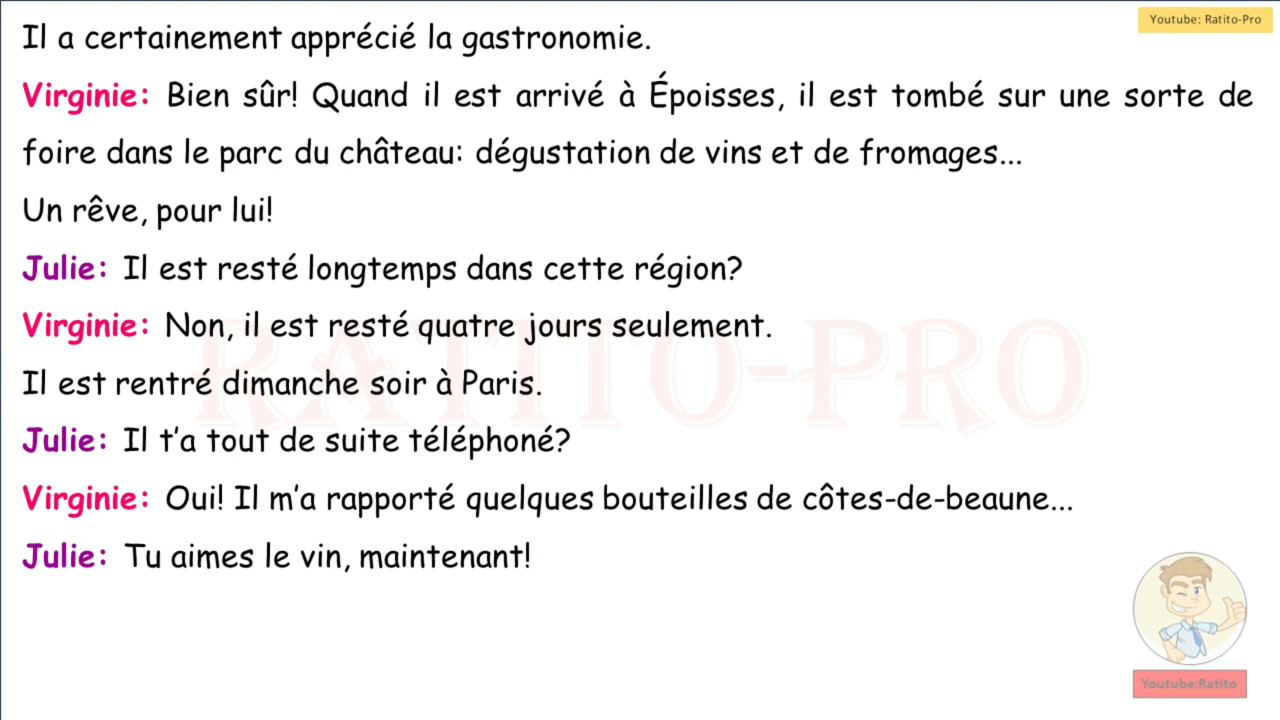 Youtube: Ratito-Pro
Il a certainement apprécié la gastronomie.
Virginie: Bien sûr! Quand il est arrivé à Époisses, il est tombé sur une sorte de
foire dans le parc du château: dégustation de vins et de fromages...
Un rêve, pour lui!
Julie: Il est resté longtemps dans cette région?
Virginie: Non, il est resté quatre jours seulement.
Il est rentré dimanche soir à Paris.
Julie: Il t'a tout de suite téléphoné?
Virginie: Oui! Il m'a rapporté quelques bouteilles de côtes-de-beaune...
Julie: Tu aimes le vin, maintenant!
RATITO-PRO
Youtube:Ratito